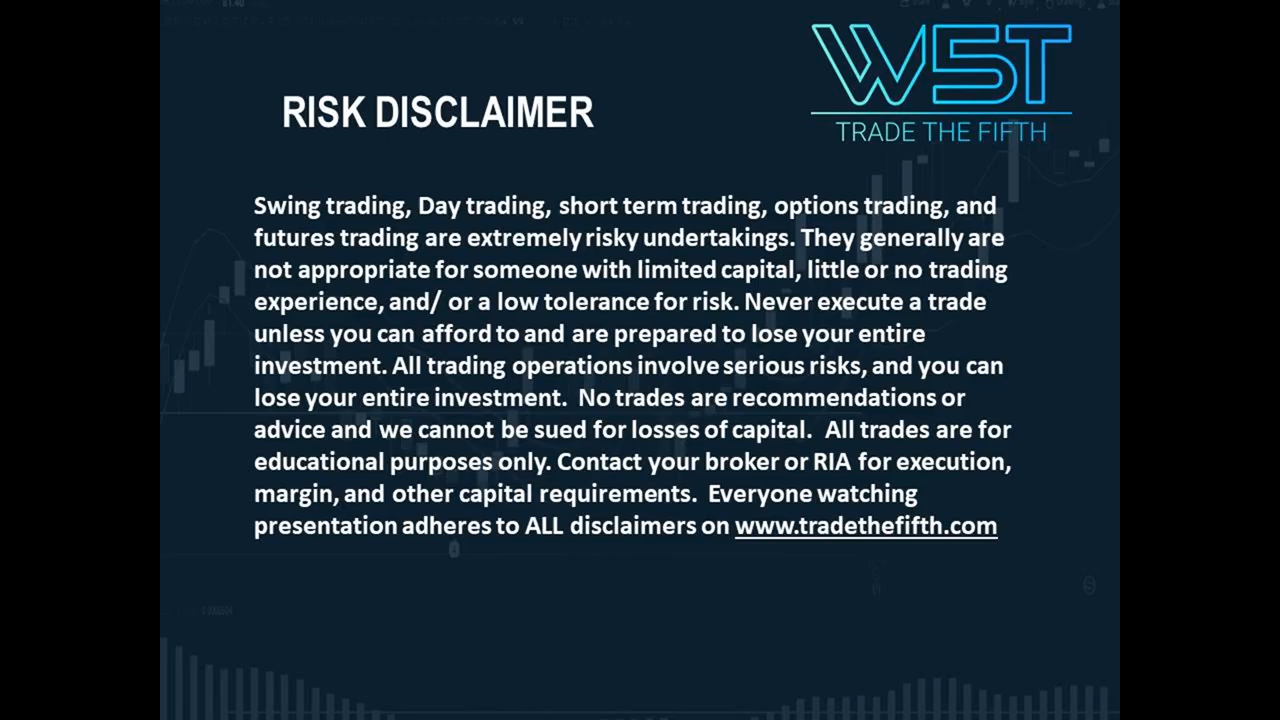 W5T
TRADE THE FIFTH
RISK DISCLAIMER
Swing trading, Day trading, short term trading, options trading, and
futures trading are extremely risky undertakings. They generally are
not appropriate for someone with limited capital, little or no trading
experience, and/ or a low tolerance for risk. Never execute a trade
unless you can afford to and are prepared to lose your entire
investment. All trading operations involve serious risks, and you can
lose your entire investment.  No trades are recommendations or
advice and we cannot be sued for losses of capital.  All trades are for
educational purposes only. Contact your broker or RIA for execution,
margin, and other capital requirements.  Everyone watching
presentation adheres to ALL disclaimers on www.tradethefifth.com